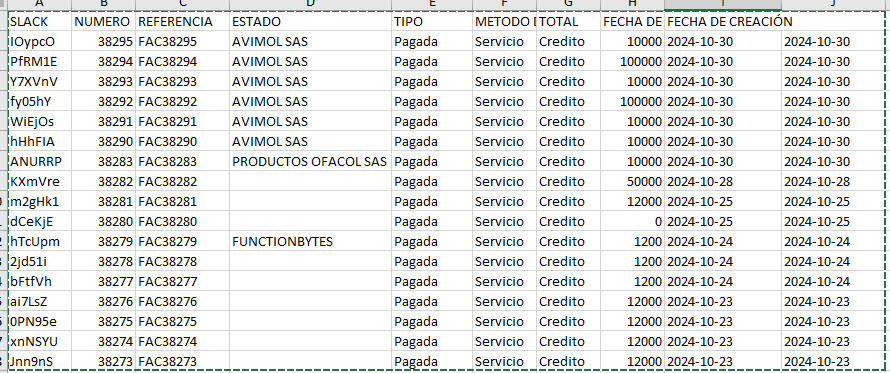 A B C D E F G H I J
SLACK NUMERO REFERENCIA ESTADO TIPO METODO TOTAL FECHA DE FECHA DE CREACIÓN
IOypcO 38295 FAC38295 AVIMOL SAS Pagada Servicio Credito 10000 2024-10-30 2024-10-30
PfRM1E 38294 FAC38294 AVIMOL SAS Pagada Servicio Credito 100000 2024-10-30 2024-10-30
Y7XVnV 38293 FAC38293 AVIMOL SAS Pagada Servicio Credito 10000 2024-10-30 2024-10-30
fy05hY 38292 FAC38292 AVIMOL SAS Pagada Servicio Credito 100000 2024-10-30 2024-10-30
WiEjOs 38291 FAC38291 AVIMOL SAS Pagada Servicio Credito 10000 2024-10-30 2024-10-30
hHhFIA 38290 FAC38290 AVIMOL SAS Pagada Servicio Credito 10000 2024-10-30 2024-10-30
ANURRP 38283 FAC38283 PRODUCTOS OFACOL SAS Pagada Servicio Credito 10000 2024-10-30 2024-10-30
KXmVre 38282 FAC38282 Pagada Servicio Credito 50000 2024-10-28 2024-10-28
m2gHk1 38281 FAC38281 Pagada Servicio Credito 12000 2024-10-25 2024-10-25
dCeKjE 38280 FAC38280 Pagada Servicio Credito 0 2024-10-25 2024-10-25
hTcUpm 38279 FAC38279 FUNCTIONBYTES Pagada Servicio Credito 1200 2024-10-24 2024-10-24
2jd51i 38278 FAC38278 Pagada Servicio Credito 1200 2024-10-24 2024-10-24
bFtfVh 38277 FAC38277 Pagada Servicio Credito 1200 2024-10-24 2024-10-24
ai7LsZ 38276 FAC38276 Pagada Servicio Credito 12000 2024-10-23 2024-10-23
0PN95e 38275 FAC38275 Pagada Servicio Credito 12000 2024-10-23 2024-10-23
xnNSYU 38274 FAC38274 Pagada Servicio Credito 12000 2024-10-23 2024-10-23
Jnn9nS 38273 FAC38273 Pagada Servicio Credito 12000 2024-10-23 2024-10-23